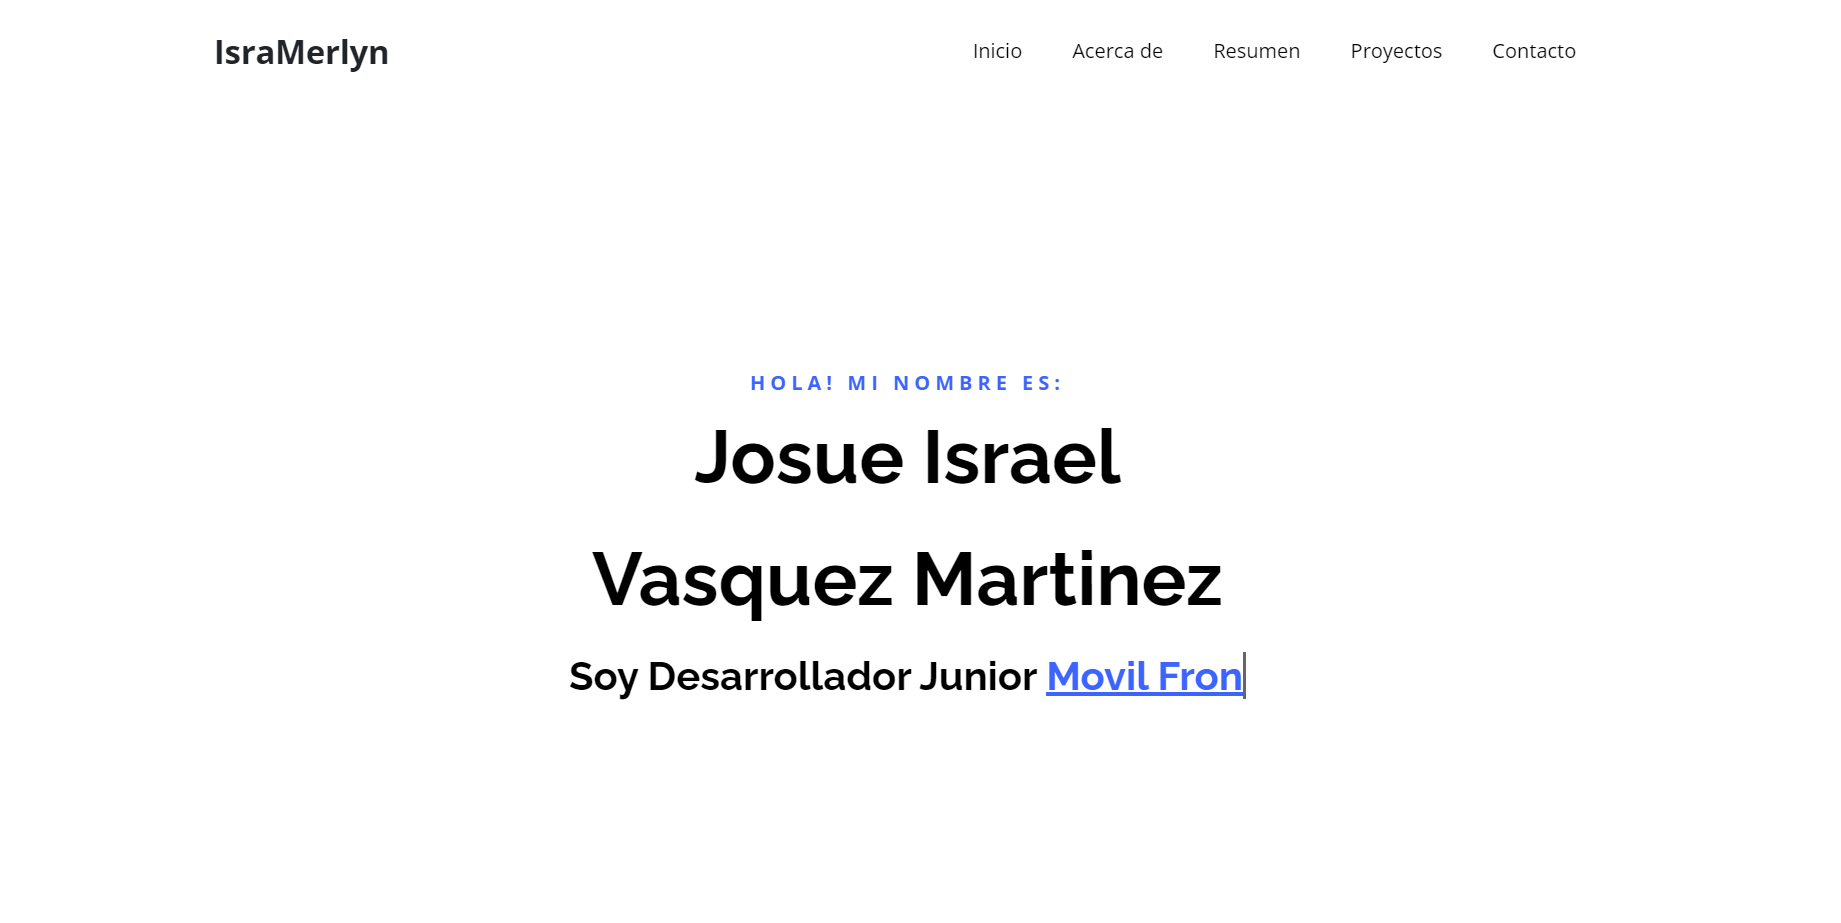 IsraMerlyn
Inicio Acerca de Resumen Proyectos Contacto
HOLA! MI NOMBRE ES:
Josue Israel
Vasquez Martinez
Soy Desarrollador Junior Movil Fron